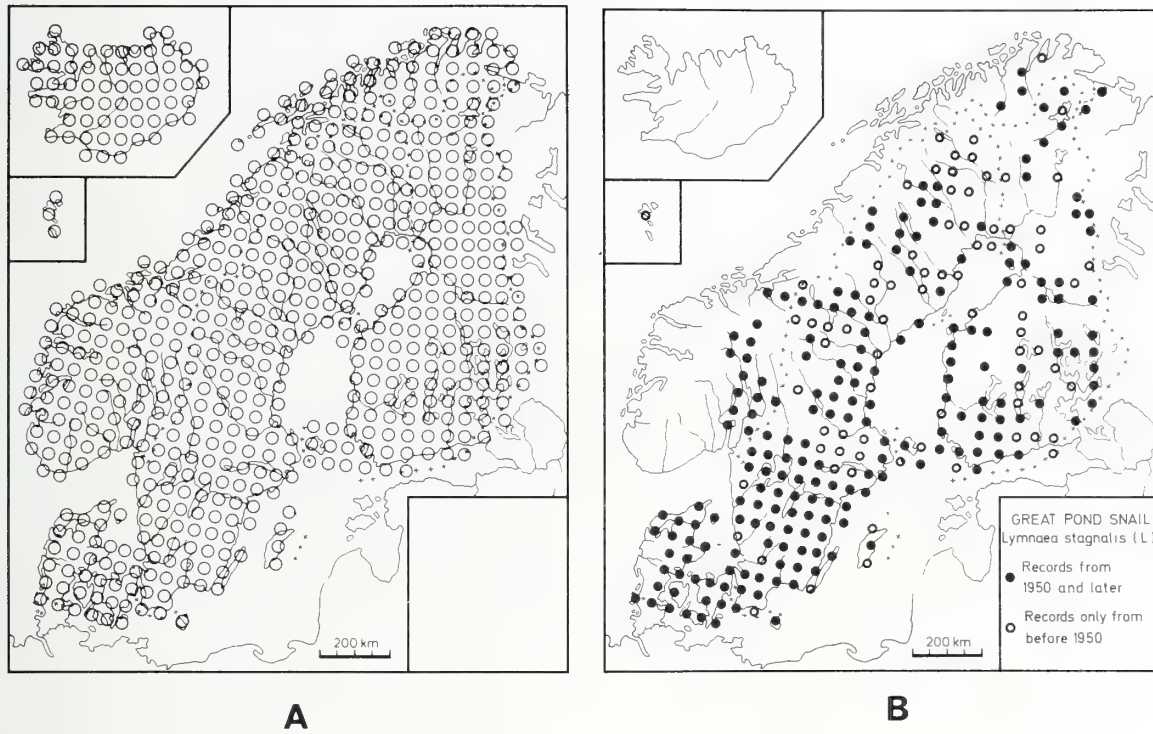 200 km
A
GREAT POND SNAIL
Lymnaea stagnalis (L.)
Records from
1950 and later
Records only from
before 1950
200 km
B